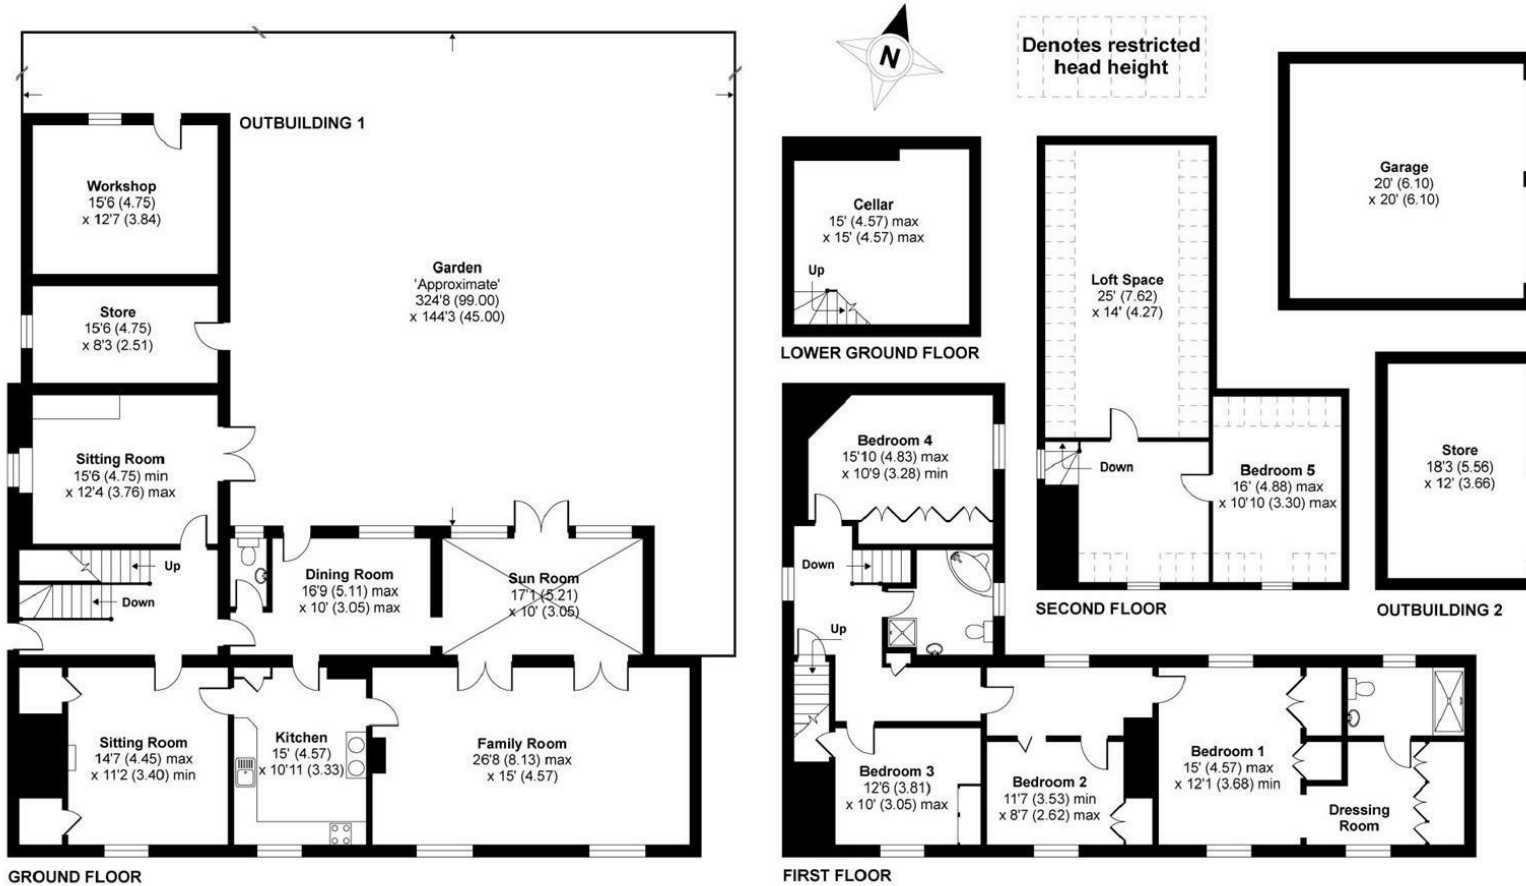 OUTBUILDING 1
Workshop
15'6 (4.75)
x 12'7 (3.84)
Store
15'6 (4.75)
x 8'3 (2.51)
Garden
'Approximate'
324'8 (99.00)
x 144'3 (45.00)
Sitting Room
15'6 (4.75) min
x 12'4 (3.76) max
Up
Down
Dining Room
16'9 (5.11) max
x 10' (3.05) max
Sun Room
17'1 (5.21)
x 10' (3.05)
Sitting Room
14'7 (4.45) max
x 11'2 (3.40) min
Kitchen
15' (4.57)
x 10'11 (3.33)
Family Room
26'8 (8.13) max
x 15' (4.57)
GROUND FLOOR
N
Denotes restricted
head height
Cellar
15' (4.57) max
x 15' (4.57) max
Up
LOWER GROUND FLOOR
Loft Space
25' (7.62)
x 14' (4.27)
Down
Bedroom 5
16' (4.88) max
x 10'10 (3.30) max
SECOND FLOOR
Garage
20' (6.10)
x 20' (6.10)
Store
18'3 (5.56)
x 12' (3.66)
OUTBUILDING 2
Bedroom 4
15'10 (4.83) max
x 10'9 (3.28) min
Down
Up
Bedroom 3
12'6 (3.81)
x 10' (3.05) max
Bedroom 2
11'7 (3.53) min
x 8'7 (2.62) max
Bedroom 1
15' (4.57) max
x 12'1 (3.68) min
Dressing
Room
FIRST FLOOR